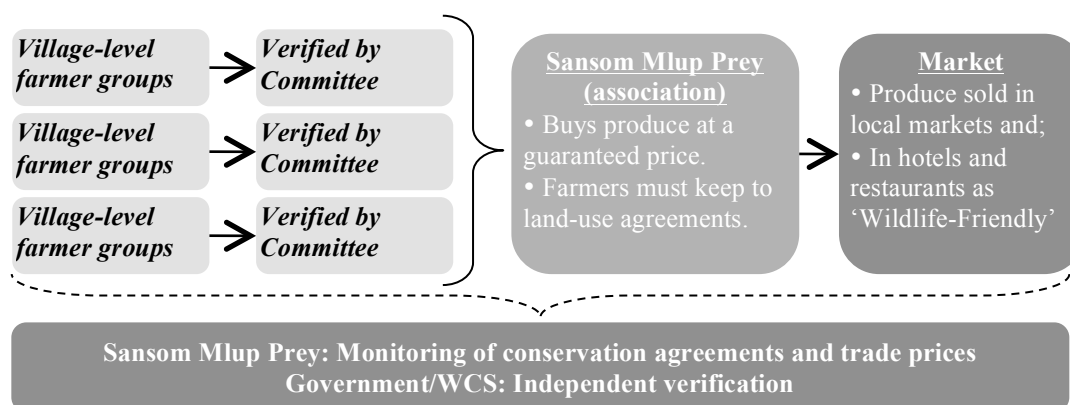 Village-level
farmer groups
Verified by
Committee
Village-level
farmer groups
Verified by
Committee
Village-level
farmer groups
Verified by
Committee
Sansom Mlup Prey
(association)
• Buys produce at a
guaranteed price.
• Farmers must keep to
land-use agreements.
Market
• Produce sold in
local markets and;
• In hotels and
restaurants as
‘Wildlife-Friendly’
Sansom Mlup Prey: Monitoring of conservation agreements and trade prices
Government/WCS: Independent verification